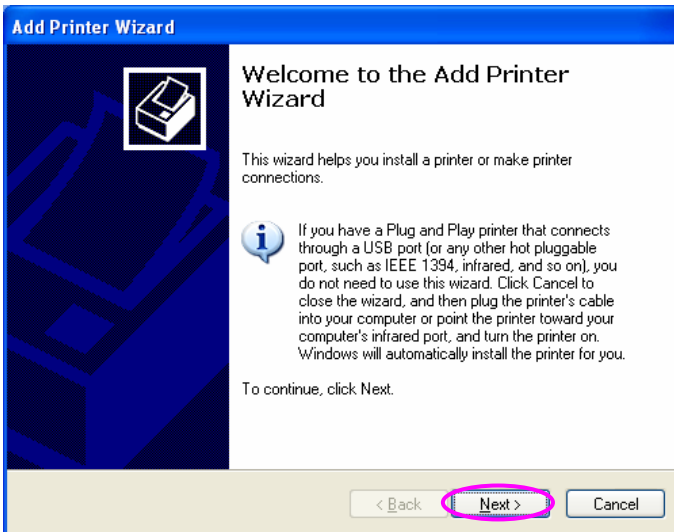 Add Printer Wizard
Welcome to the Add Printer
Wizard
This wizard helps you install a printer or make printer
connections.
If you have a Plug and Play printer that connects
through a USB port (or any other hot pluggable
port, such as IEEE 1394, infrared, and so on), you
do not need to use this wizard. Click Cancel to
close the wizard, and then plug the printer's cable
into your computer or point the printer toward your
computer's infrared port, and turn the printer on.
Windows will automatically install the printer for you.
To continue, click Next.
< Back Next > Cancel